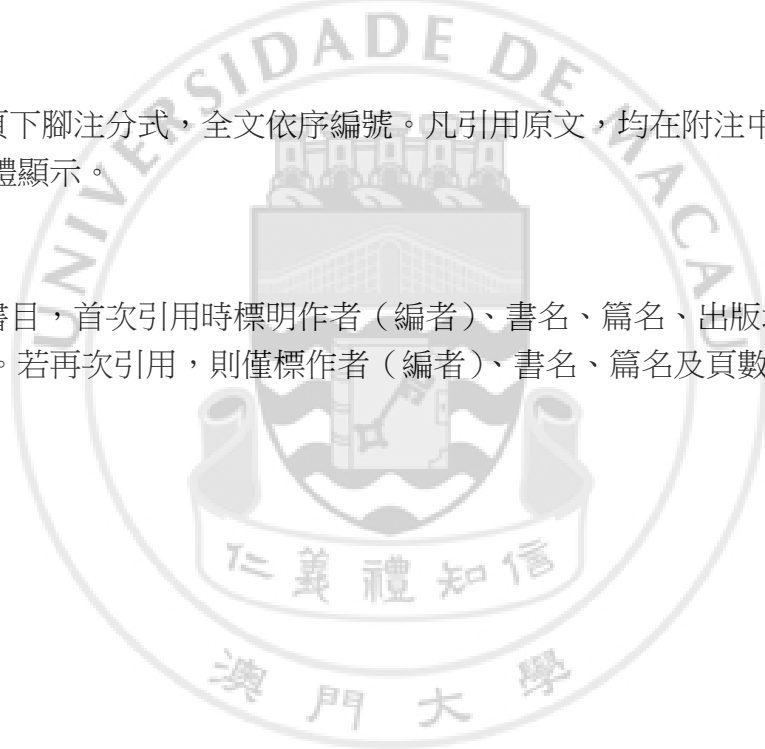 UNIVERSIDADE DE MACAU
頁下腳注分式，全文依序編號。凡引用原文，均在附注中
體顯示。
書目，首次引用時標明作者（編者）、書名、篇名、出版
。若再次引用，則僅標作者（編者）、書名、篇名及頁數
仁義禮知信
澳門大學